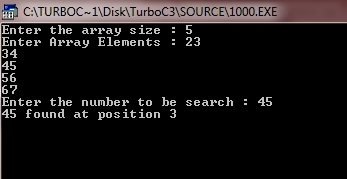 C:\TURBOC~1\Disk\TurboC3\SOURCE\1000.EXE
Enter the array size : 5
Enter Array Elements : 23
34
45
56
67
Enter the number to be search : 45
45 found at position 3